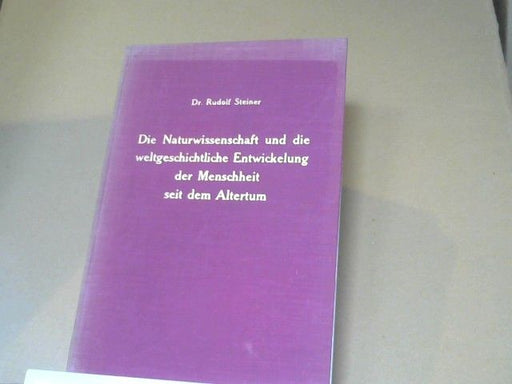 Dr. Rudolf Steiner
Die Naturwissenschaft und die
weltgeschichtliche Entwickelung
der Menschheit
seit dem Altertum